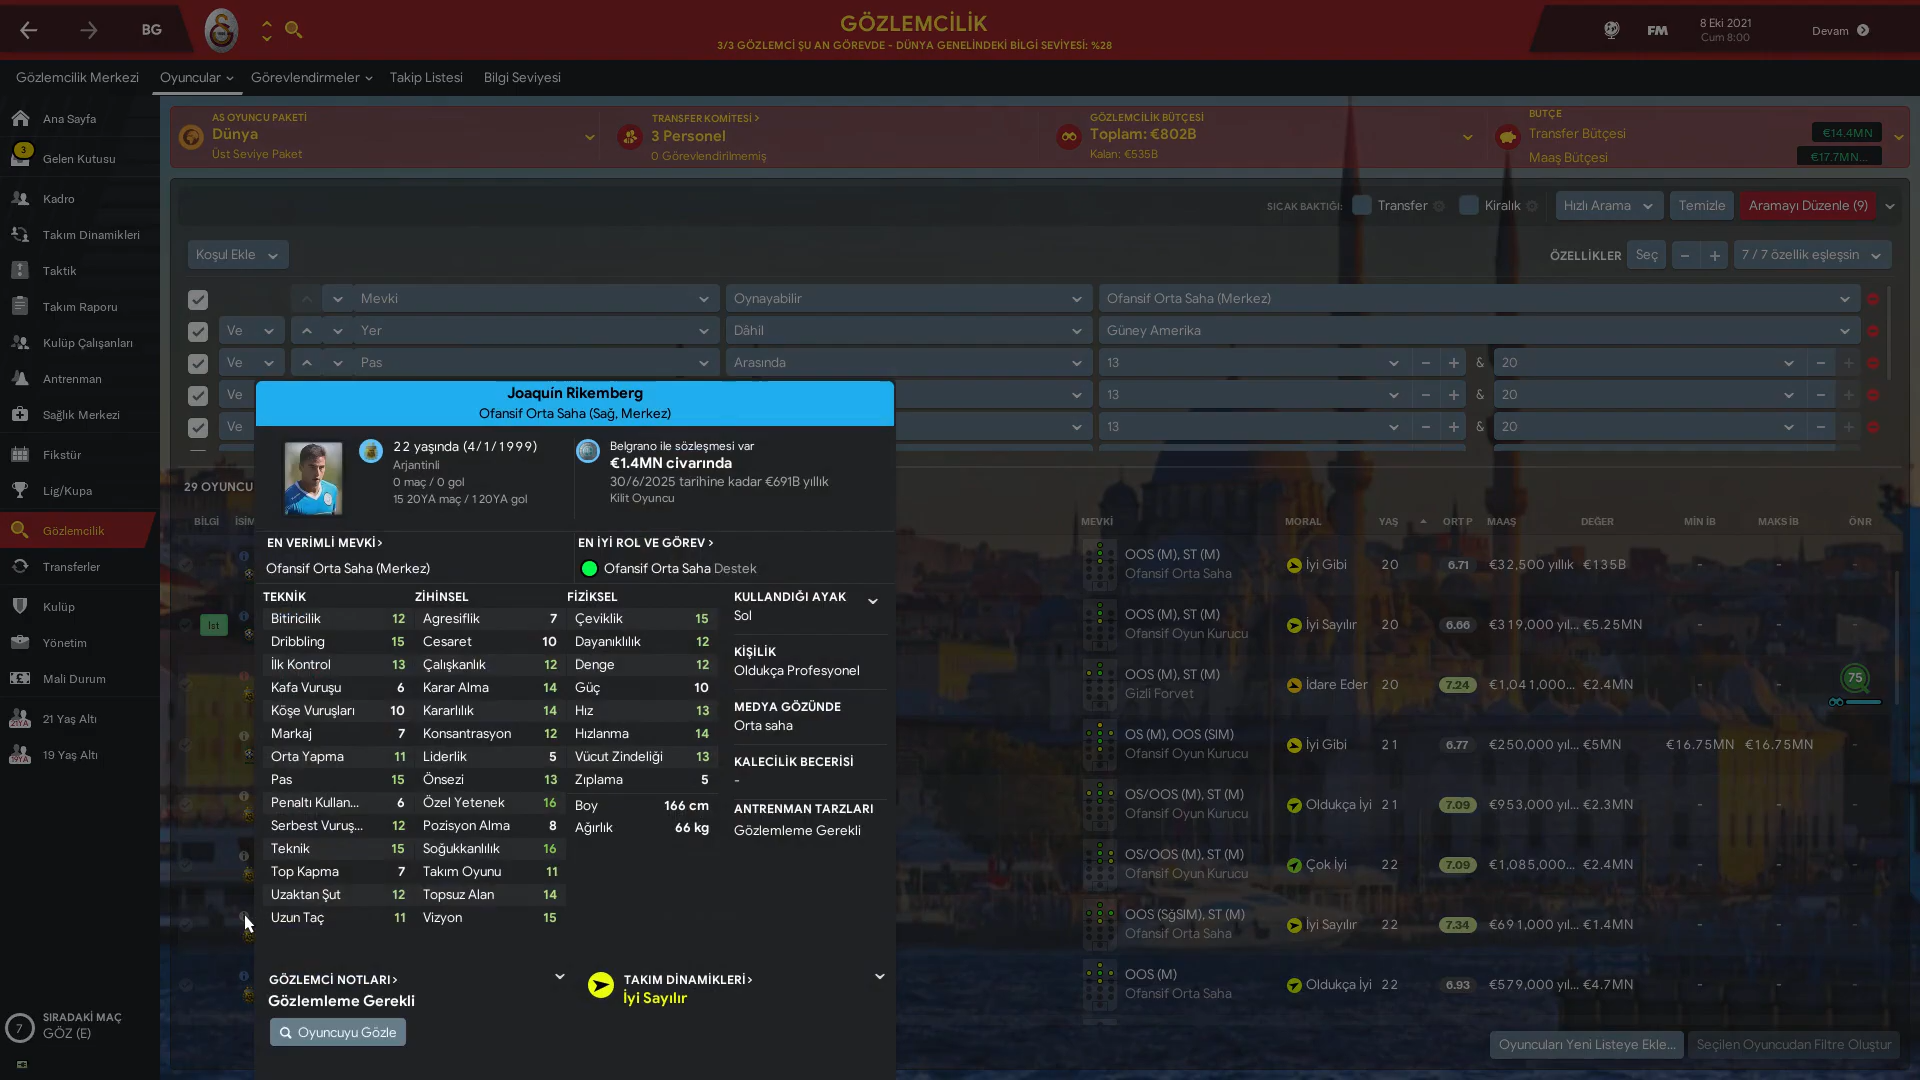 BG
GÖZLEMCİLİK
3/3 GÖZLEMCİ ŞU AN GÖREVDE - DÜNYA GENELİNDEKİ BİLGİ SEVİYESİ: %28
FM
8 Eki 2021
Cum 8:00
Devam
Gözlemcilik Merkezi
Oyuncular
Görevlendirmeler
Takip Listesi
Bilgi Seviyesi
Ana Sayfa
3
Gelen Kutusu
Kadro
Takım Dinamikleri
Taktik
Takım Raporu
Kulüp Çalışanları
Antrenman
Sağlık Merkezi
Fikstür
Lig/Kupa
Gözlemcilik
Transferler
Kulüp
Yönetim
Mali Durum
21YA
21 Yaş Altı
19YA
19 Yaş Altı
7
SIRADAKİ MAÇ
GÖZ (E)
AS OYUNCU PAKETİ
Dünya
Üst Seviye Paket
TRANSFER KOMİTESİ >
3 Personel
0 Görevlendirilmemiş
GÖZLEMCİLİK BÜTÇESİ
Toplam: €802B
Kalan: €535B
BÜTÇE
Transfer Bütçesi €14.4MN
Maaş Bütçesi €17.7MN...
SICAK BAKTIĞI: Transfer Kiralık Hızlı Arama Temizle Aramayı Düzenle (9)
Koşul Ekle
ÖZELLİKLER Seç - + 7 / 7 özellik eşleşsin
Mevki Oynayabilir Ofansif Orta Saha (Merkez)
Ve Yer Dâhil Güney Amerika
Ve Pas Arasında 13 - + & 20 - +
Ve 13 - + & 20 - +
Ve 13 - + & 20 - +
29 OYUNCU
BİLGİ İSİM
MEVKİ MORAL YAŞ ORT P MAAŞ DEĞER MİN İB MAKS İB ÖNR
OOS (M), ST (M)
Ofansif Orta Saha
İyi Gibi 20 6.71 €32,500 yıllık €135B - - -
İst
OOS (M), ST (M)
Ofansif Oyun Kurucu
İyi Sayılır 20 6.66 €319,000 yıl... €5.25MN - - -
OOS (M), ST (M)
Gizli Forvet
İdare Eder 20 7.24 €1,041,000... €2.4MN - - 75
OS (M), OOS (SlM)
Ofansif Oyun Kurucu
İyi Gibi 21 6.77 €250,000 yıl... €5MN €16.75MN €16.75MN -
OS/OOS (M), ST (M)
Ofansif Oyun Kurucu
Oldukça İyi 21 7.09 €953,000 yıl... €2.3MN - - -
OS/OOS (M), ST (M)
Ofansif Oyun Kurucu
Çok İyi 22 7.09 €1,085,000... €2.4MN - - -
OOS (SğSlM), ST (M)
Ofansif Orta Saha
İyi Sayılır 22 7.34 €691,000 yıl... €1.4MN - - -
OOS (M)
Ofansif Orta Saha
Oldukça İyi 22 6.93 €579,000 yıl... €4.7MN - - -
Oyuncuları Yeni Listeye Ekle...
Seçilen Oyuncudan Filtre Oluştur
Joaquín Rikemberg
Ofansif Orta Saha (Sağ, Merkez)
22 yaşında (4/1/1999)
Arjantinli
0 maç / 0 gol
15 20YA maç / 1 20YA gol
Belgrano ile sözleşmesi var
€1.4MN civarında
30/6/2025 tarihine kadar €691B yıllık
Kilit Oyuncu
EN VERİMLİ MEVKİ>
Ofansif Orta Saha (Merkez)
EN İYİ ROL VE GÖREV >
Ofansif Orta Saha Destek
TEKNİK
Bitiricilik 12
Dribbling 15
İlk Kontrol 13
Kafa Vuruşu 6
Köşe Vuruşları 10
Markaj 7
Orta Yapma 11
Pas 15
Penaltı Kullan... 6
Serbest Vuruş... 12
Teknik 15
Top Kapma 7
Uzaktan Şut 12
Uzun Taç 11
ZİHİNSEL
Agresiflik 7
Cesaret 10
Çalışkanlık 12
Karar Alma 14
Kararlılık 14
Konsantrasyon 12
Liderlik 5
Önsezi 13
Özel Yetenek 16
Pozisyon Alma 8
Soğukkanlılık 16
Takım Oyunu 11
Topsuz Alan 14
Vizyon 15
FİZİKSEL
Çeviklik 15
Dayanıklılık 12
Denge 12
Güç 10
Hız 13
Hızlanma 14
Vücut Zindeliği 13
Zıplama 5
Boy 166 cm
Ağırlık 66 kg
KULLANDIĞI AYAK
Sol
KİŞİLİK
Oldukça Profesyonel
MEDYA GÖZÜNDE
Orta saha
KALECİLİK BECERİSİ
-
ANTRENMAN TARZLARI
Gözlemleme Gerekli
GÖZLEMCİ NOTLARI>
Gözlemleme Gerekli
Oyuncuyu Gözle
TAKIM DİNAMİKLERİ>
İyi Sayılır